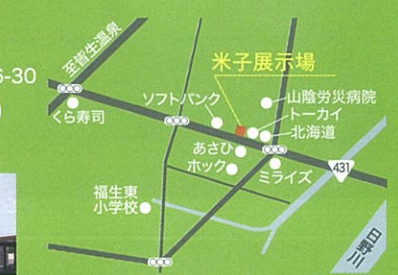 至皆生温泉
6-30
米子展示場
ソフトバンク
山陰労災病院
トーカイ
くら寿司
北海道
あさひ
ホック
ミライズ
431
福生東
小学校
日野川